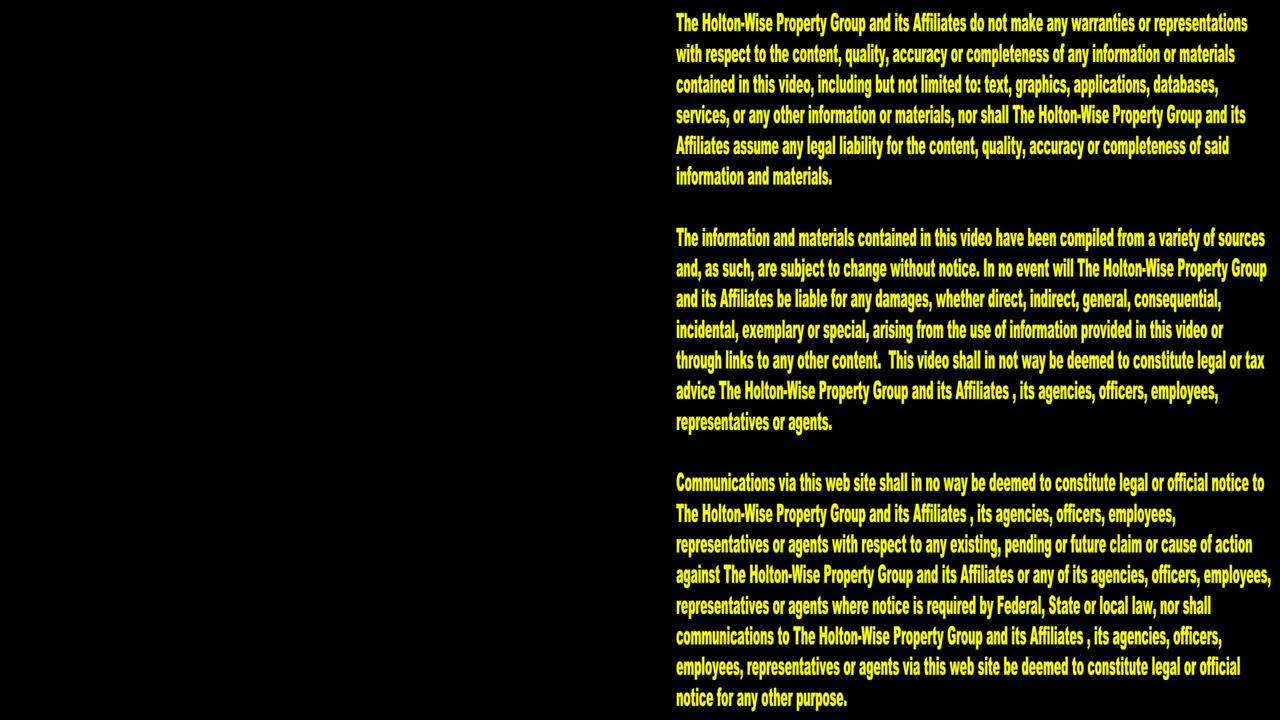 The Holton-Wise Property Group and its Affiliates do not make any warranties or representations
with respect to the content, quality, accuracy or completeness of any information or materials
contained in this video, including but not limited to: text, graphics, applications, databases,
services, or any other information or materials, nor shall The Holton-Wise Property Group and its
Affiliates assume any legal liability for the content, quality, accuracy or completeness of said
information and materials.
The information and materials contained in this video have been compiled from a variety of sources
and, as such, are subject to change without notice. In no event will The Holton-Wise Property Group
and its Affiliates be liable for any damages, whether direct, indirect, general, consequential,
incidental, exemplary or special, arising from the use of information provided in this video or
through links to any other content.  This video shall in not way be deemed to constitute legal or tax
advice The Holton-Wise Property Group and its Affiliates , its agencies, officers, employees,
representatives or agents.
Communications via this web site shall in no way be deemed to constitute legal or official notice to
The Holton-Wise Property Group and its Affiliates , its agencies, officers, employees,
representatives or agents with respect to any existing, pending or future claim or cause of action
against The Holton-Wise Property Group and its Affiliates or any of its agencies, officers, employees,
representatives or agents where notice is required by Federal, State or local law, nor shall
communications to The Holton-Wise Property Group and its Affiliates , its agencies, officers,
employees, representatives or agents via this web site be deemed to constitute legal or official
notice for any other purpose.